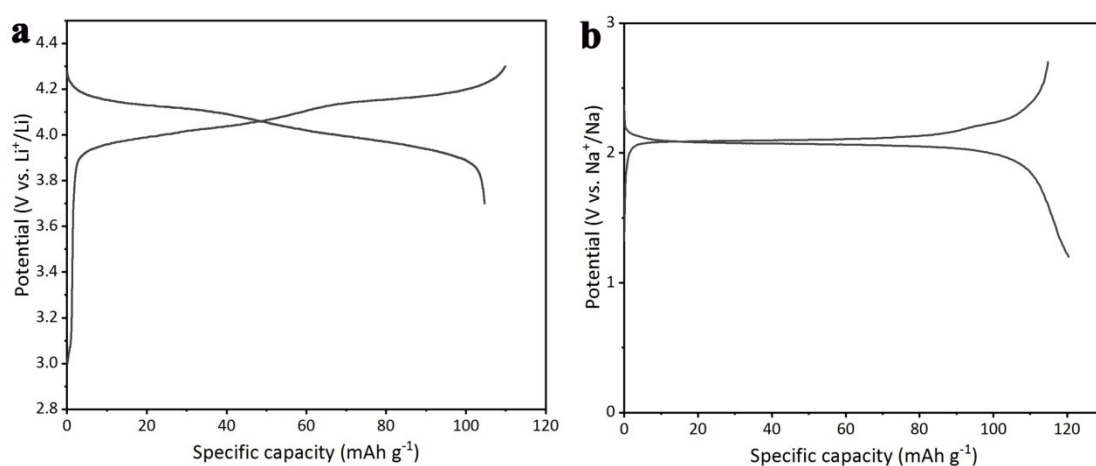 a
4.4
4.2
4.0
3.8
3.6
3.4
3.2
3.0
2.8
Potential (V vs. Li⁺/Li)
0 20 40 60 80 100 120
Specific capacity (mAh g⁻¹)
b
3
2
1
0
Potential (V vs. Na⁺/Na)
0 20 40 60 80 100 120
Specific capacity (mAh g⁻¹)